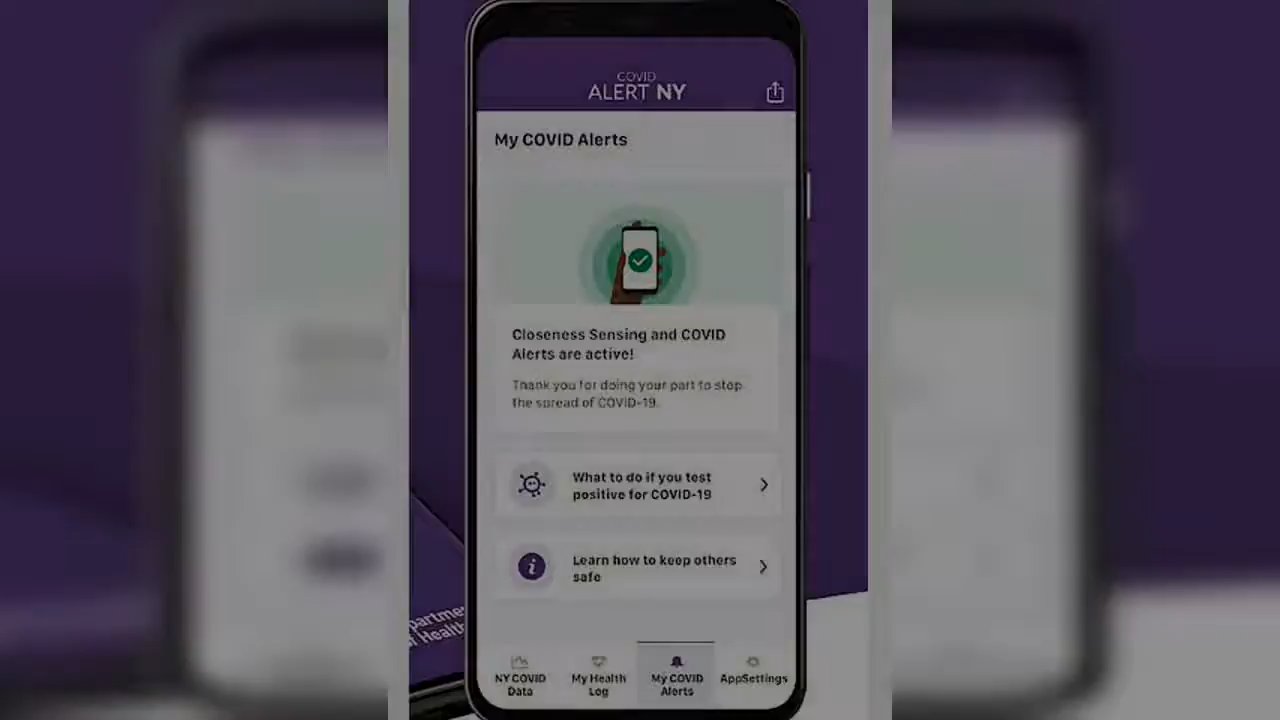 COVID
ALERT NY
My COVID Alerts
Closeness Sensing and COVID
Alerts are active!
Thank you for doing your part to stop
the spread of COVID-19.
What to do if you test
positive for COVID-19
Learn how to keep others
safe
partme
f Health
NY COVID
Data
My Health
Log
My COVID
Alerts
AppSettings